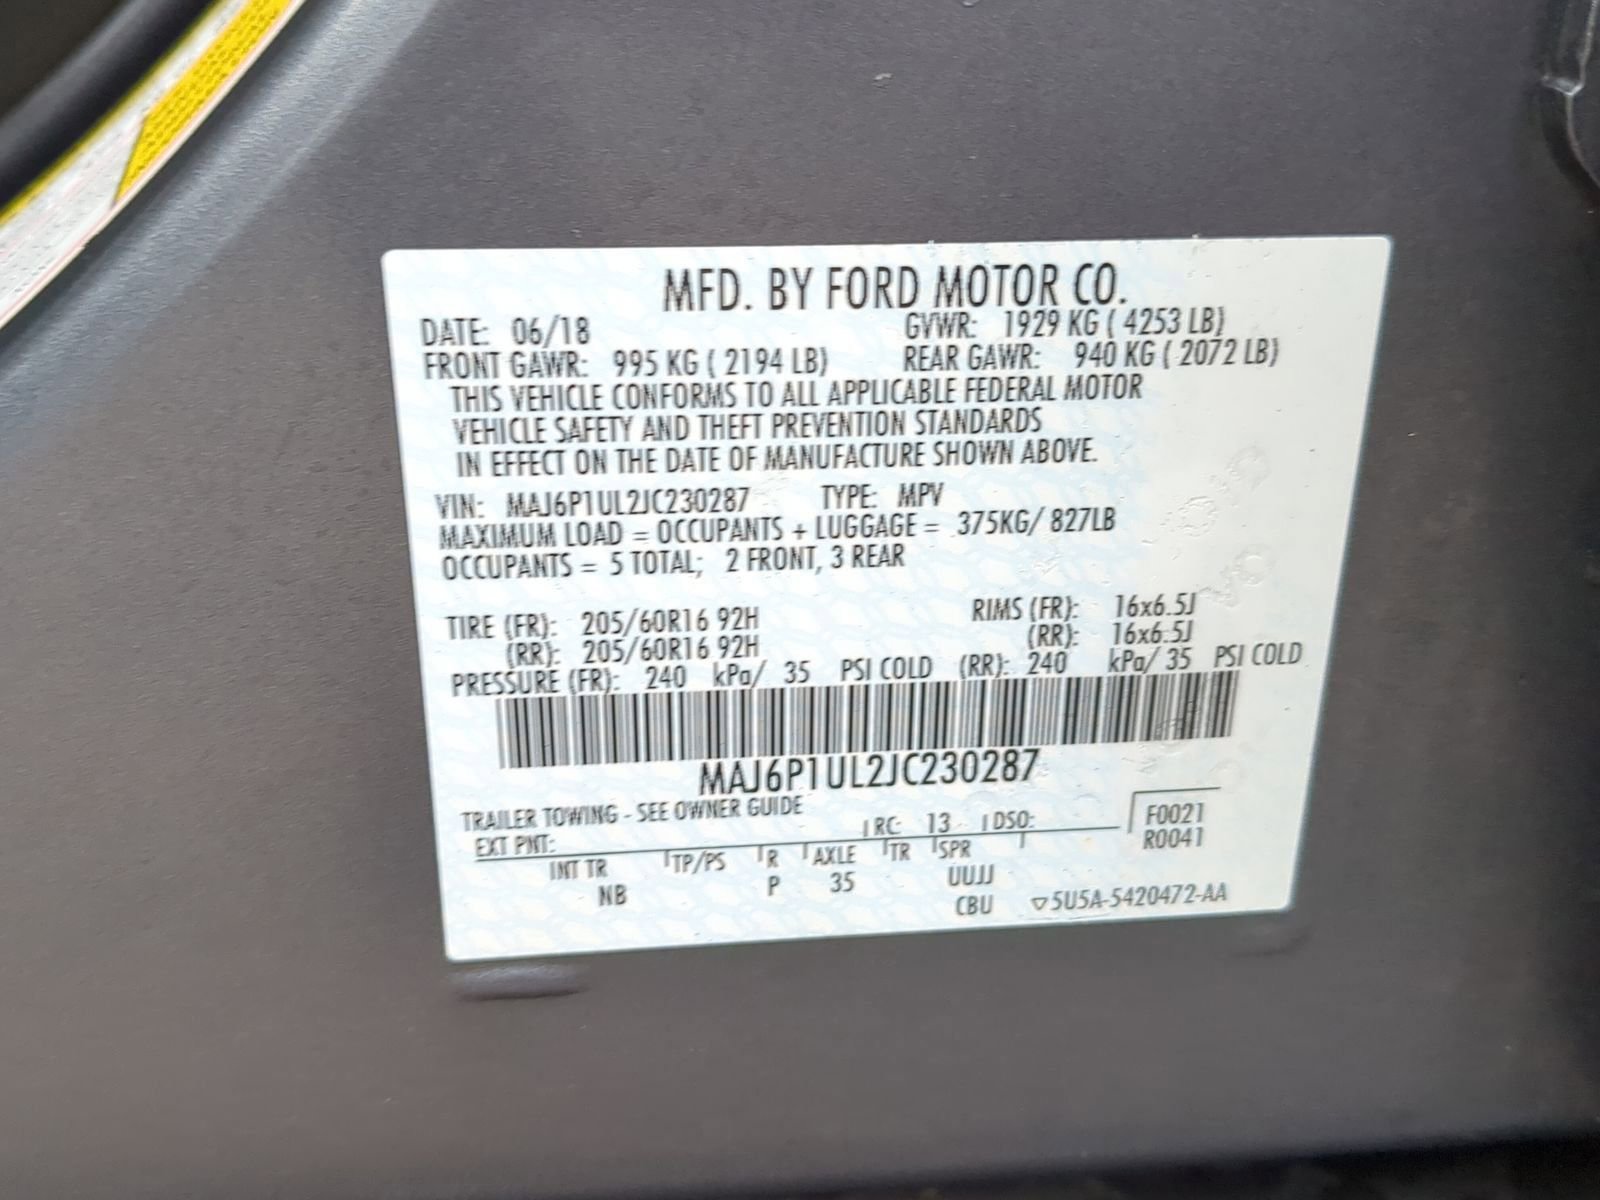 MFD. BY FORD MOTOR CO.
DATE: 06/18 GVWR: 1929 KG ( 4253 LB)
FRONT GAWR: 995 KG ( 2194 LB) REAR GAWR: 940 KG ( 2072 LB)
THIS VEHICLE CONFORMS TO ALL APPLICABLE FEDERAL MOTOR
VEHICLE SAFETY AND THEFT PREVENTION STANDARDS
IN EFFECT ON THE DATE OF MANUFACTURE SHOWN ABOVE.
VIN: MAJ6P1UL2JC230287 TYPE: MPV
MAXIMUM LOAD = OCCUPANTS + LUGGAGE = 375KG/ 827LB
OCCUPANTS = 5 TOTAL; 2 FRONT, 3 REAR
TIRE (FR): 205/60R16 92H RIMS (FR): 16x6.5J
(RR): 205/60R16 92H (RR): 16x6.5J
PRESSURE (FR): 240 kPa/ 35 PSI COLD (RR): 240 kPa/ 35 PSI COLD
MAJ6P1UL2JC230287
TRAILER TOWING - SEE OWNER GUIDE
EXT PNT: RC: 13 DSO: F0021
R0041
INT TR TP/PS R AXLE TR SPR
NB P 35 UUJJ
CBU ▽5U5A-5420472-AA